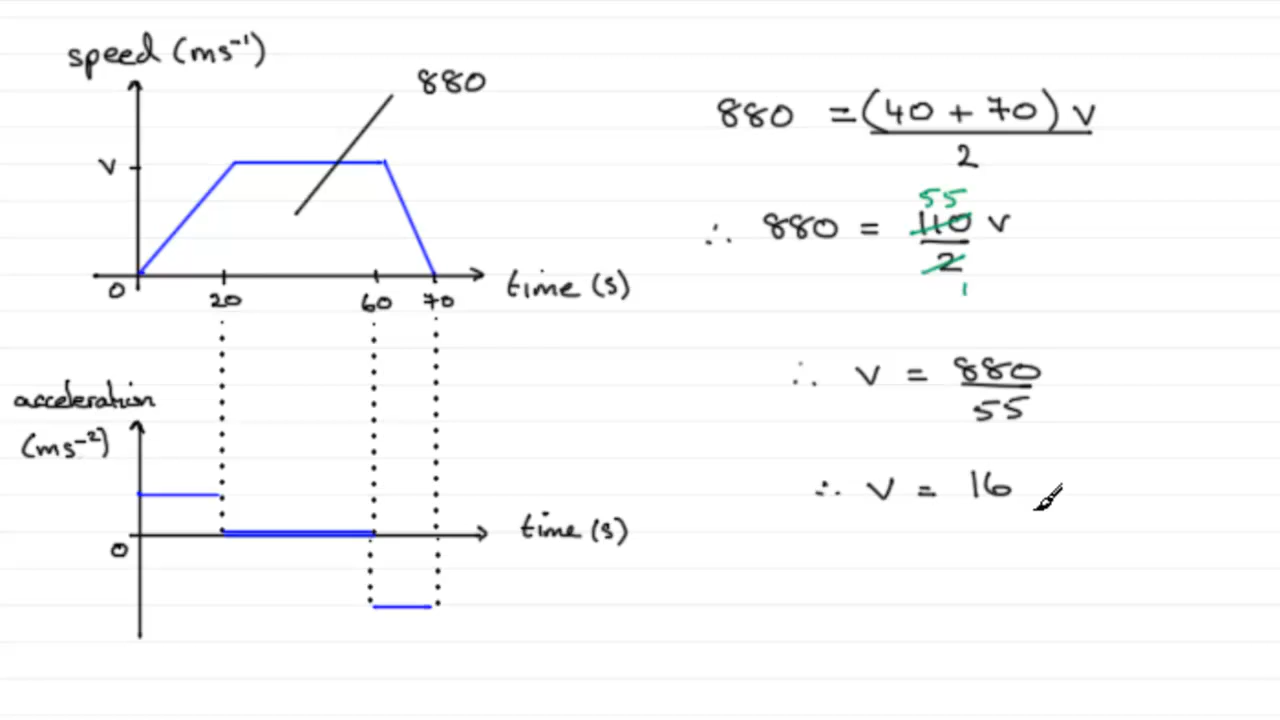 speed (ms⁻¹)
880
v
0 20 60 70 time (s)
acceleration
(ms⁻²)
0
time (s)
880 = (40 + 70) v
2
55
∴ 880 = 110 v
2
1
∴ v = 880
55
∴ v = 16